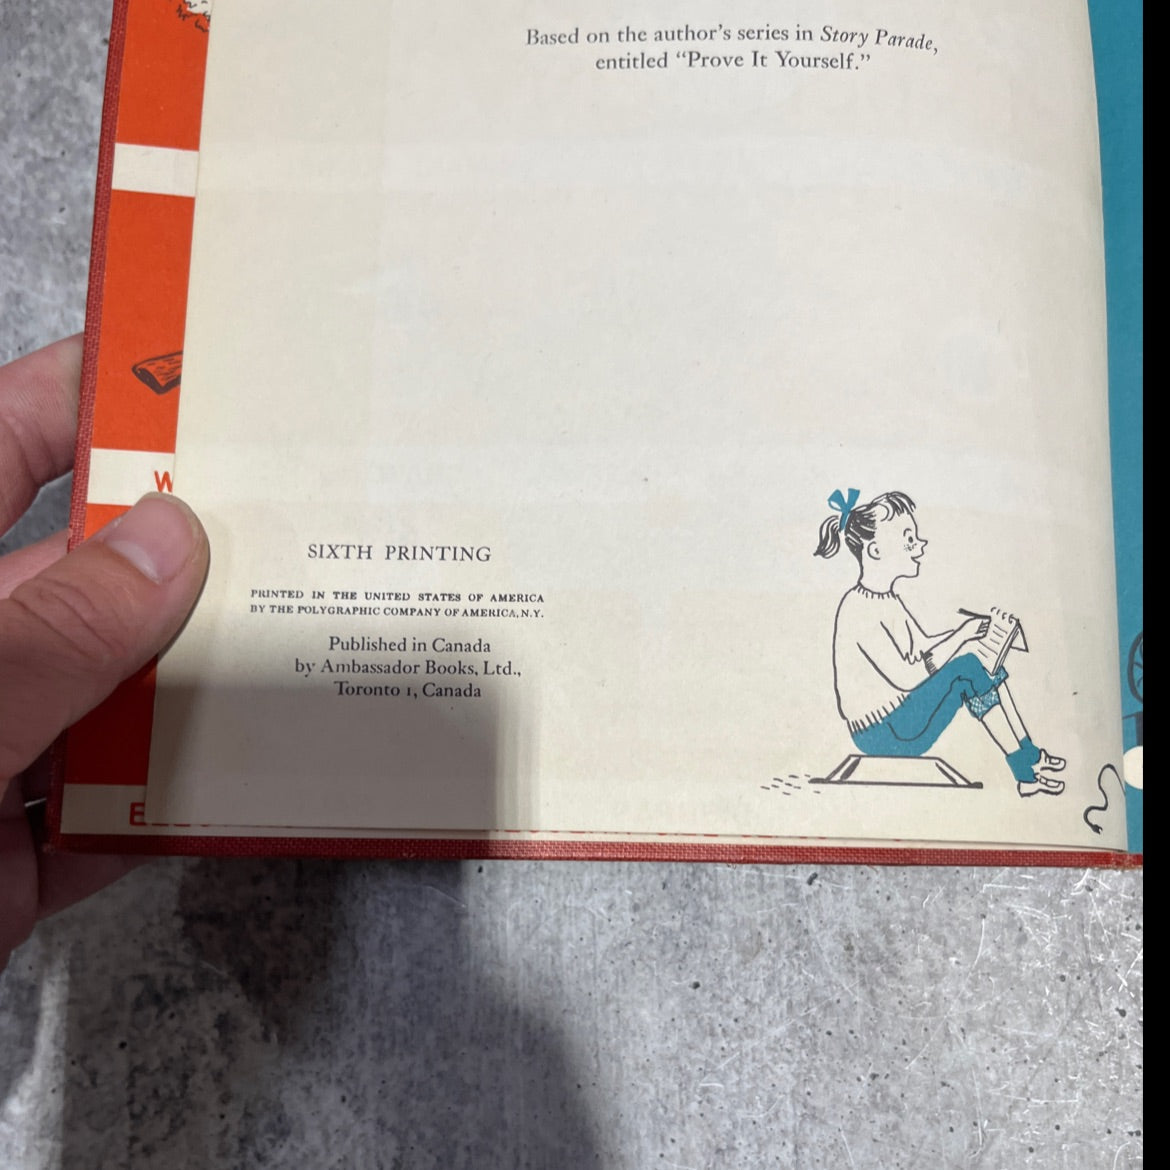 Based on the author's series in Story Parade,
entitled “Prove It Yourself.”
W
SIXTH PRINTING
PRINTED IN THE UNITED STATES OF AMERICA
BY THE POLYGRAPHIC COMPANY OF AMERICA, N.Y.
Published in Canada
by Ambassador Books, Ltd.,
Toronto 1, Canada